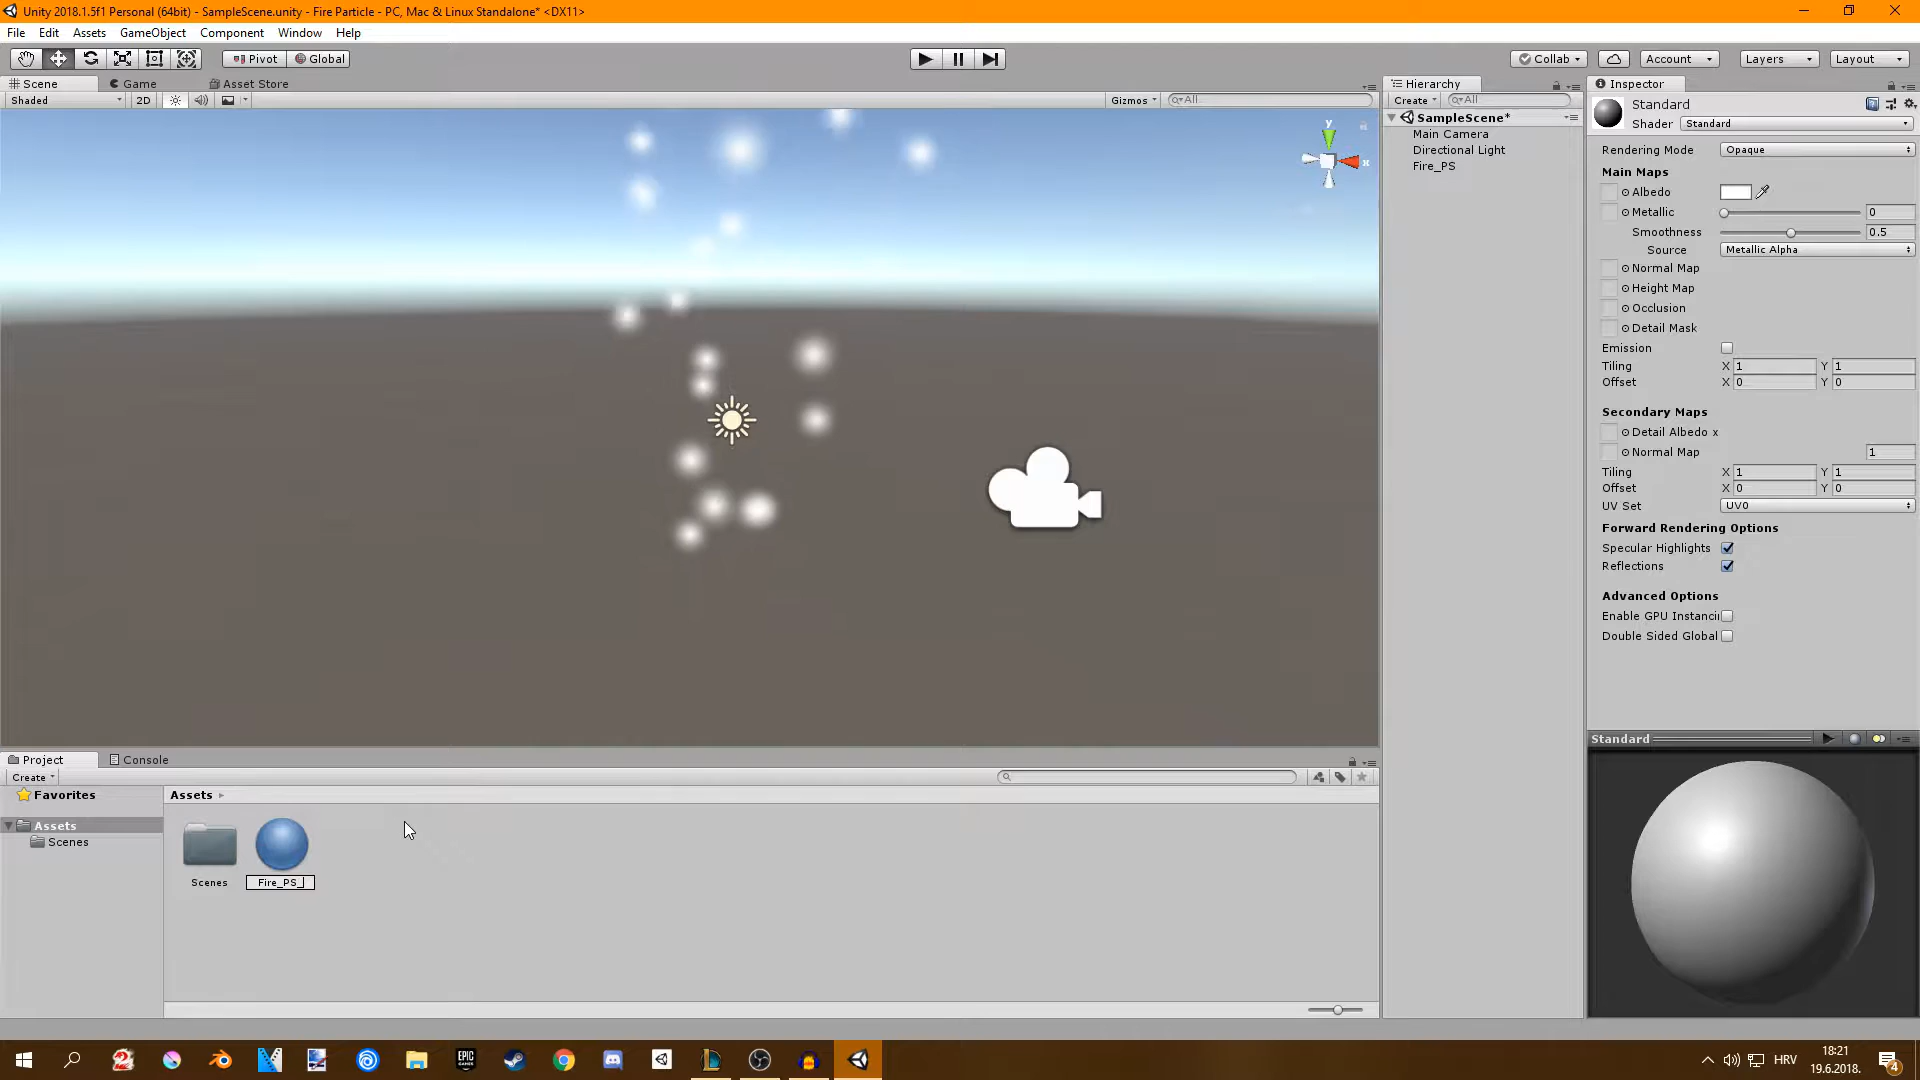 Unity 2018.1.5f1 Personal (64bit) - SampleScene.unity - Fire Particle - PC, Mac & Linux Standalone* <DX11>
File Edit Assets GameObject Component Window Help
Pivot Global Collab Account Layers Layout
Scene Game Asset Store
Shaded 2D Gizmos All
Hierarchy
Create All
SampleScene*
Main Camera
Directional Light
Fire_PS
Inspector
Standard
Shader Standard
Rendering Mode Opaque
Main Maps
Albedo
Metallic 0
Smoothness 0.5
Source Metallic Alpha
Normal Map
Height Map
Occlusion
Detail Mask
Emission
Tiling X 1 Y 1
Offset X 0 Y 0
Secondary Maps
Detail Albedo x
Normal Map 1
Tiling X 1 Y 1
Offset X 0 Y 0
UV Set UV0
Forward Rendering Options
Specular Highlights
Reflections
Advanced Options
Enable GPU Instanci
Double Sided Global
Standard
y
x
Project Console
Create
Favorites
Assets
Scenes
Assets
Scenes
Fire_PS_
EPIC GAMES
HRV
18:21
19.6.2018.
4